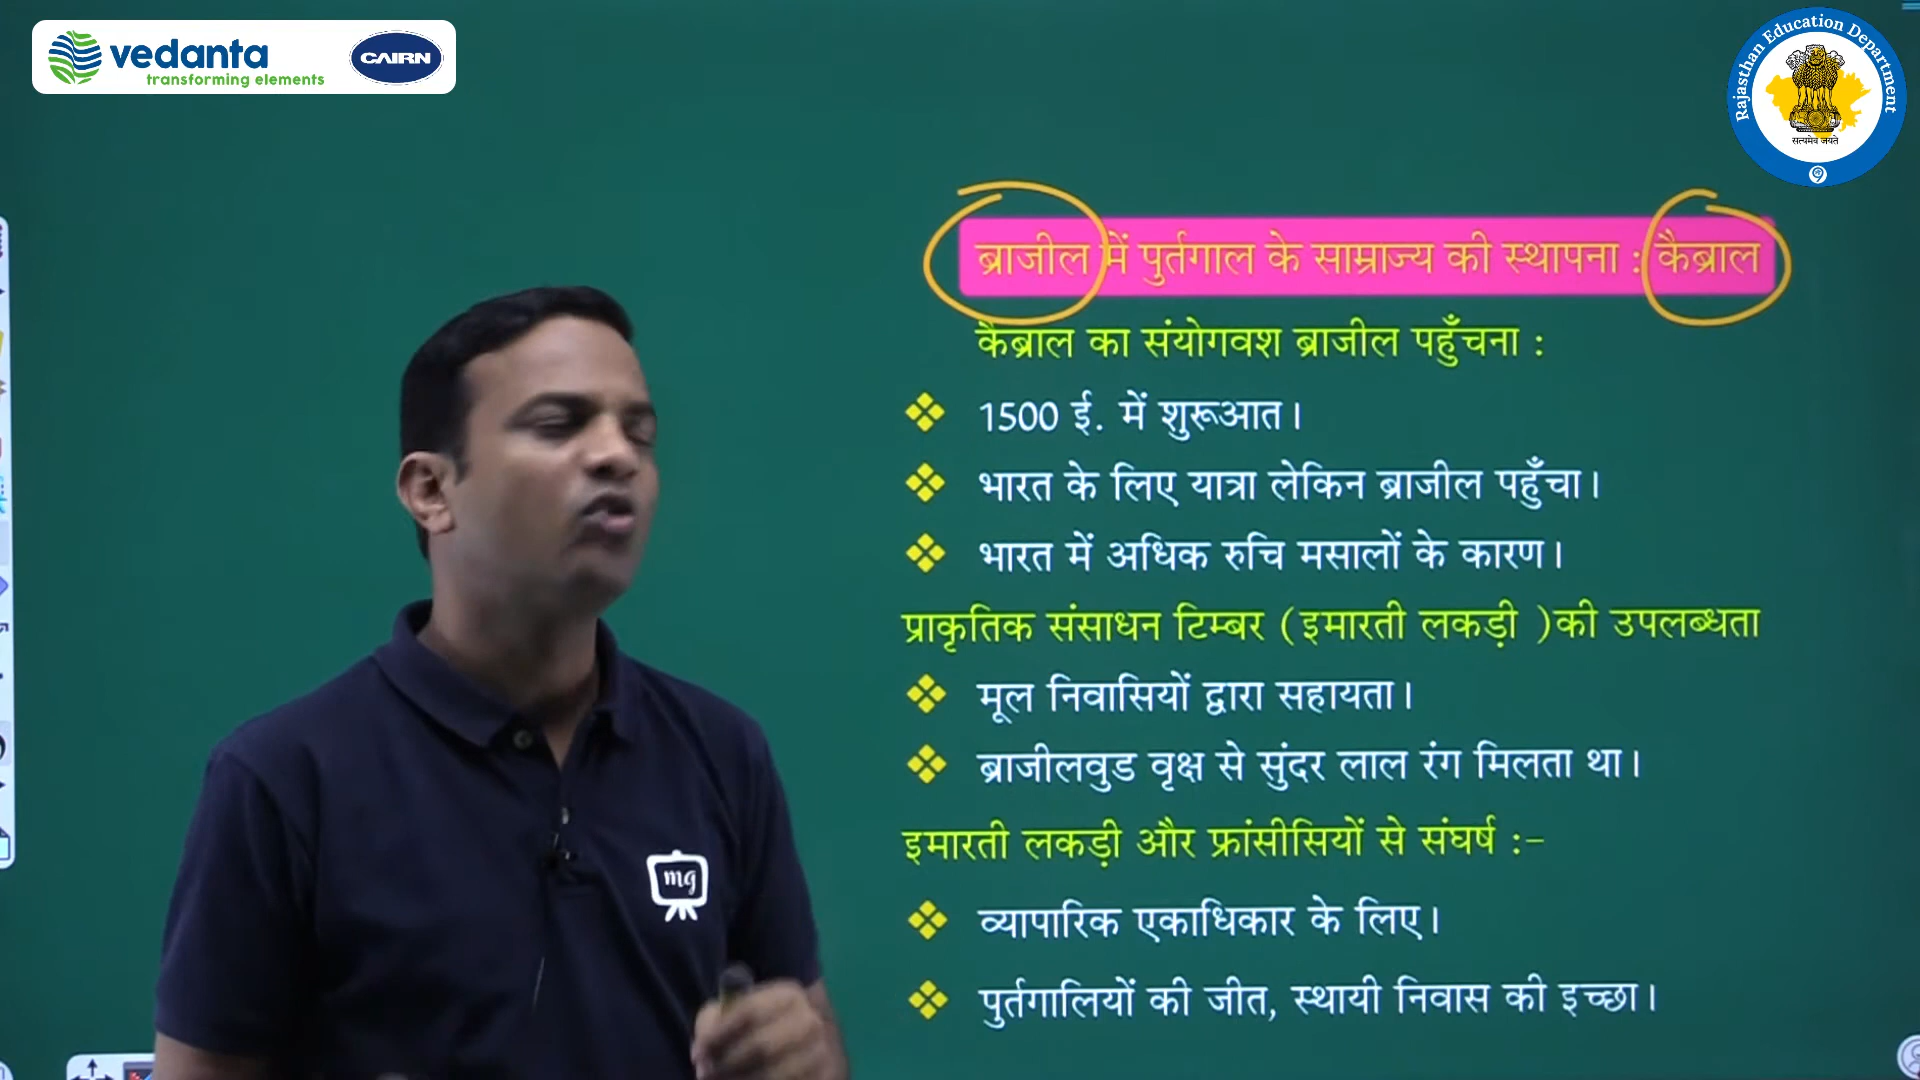 vedanta
transforming elements
CAIRN
Rajasthan Education Department
सत्यमेव जयते
ब्राजील में पुर्तगाल के साम्राज्य की स्थापना : कैब्राल
कैब्राल का संयोगवश ब्राजील पहुँचना :
1500 ई. में शुरूआत।
भारत के लिए यात्रा लेकिन ब्राजील पहुँचा।
भारत में अधिक रुचि मसालों के कारण।
प्राकृतिक संसाधन टिम्बर (इमारती लकड़ी )की उपलब्धता
मूल निवासियों द्वारा सहायता।
ब्राजीलवुड वृक्ष से सुंदर लाल रंग मिलता था।
इमारती लकड़ी और फ्रांसीसियों से संघर्ष :-
व्यापारिक एकाधिकार के लिए।
पुर्तगालियों की जीत, स्थायी निवास की इच्छा।
mg